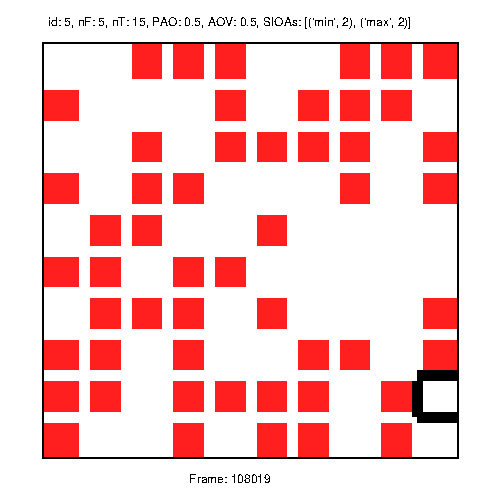 id: 5, nF: 5, nT: 15, PAO: 0.5, AOV: 0.5, SIOAs: [('min', 2), ('max', 2)]
Frame: 108019